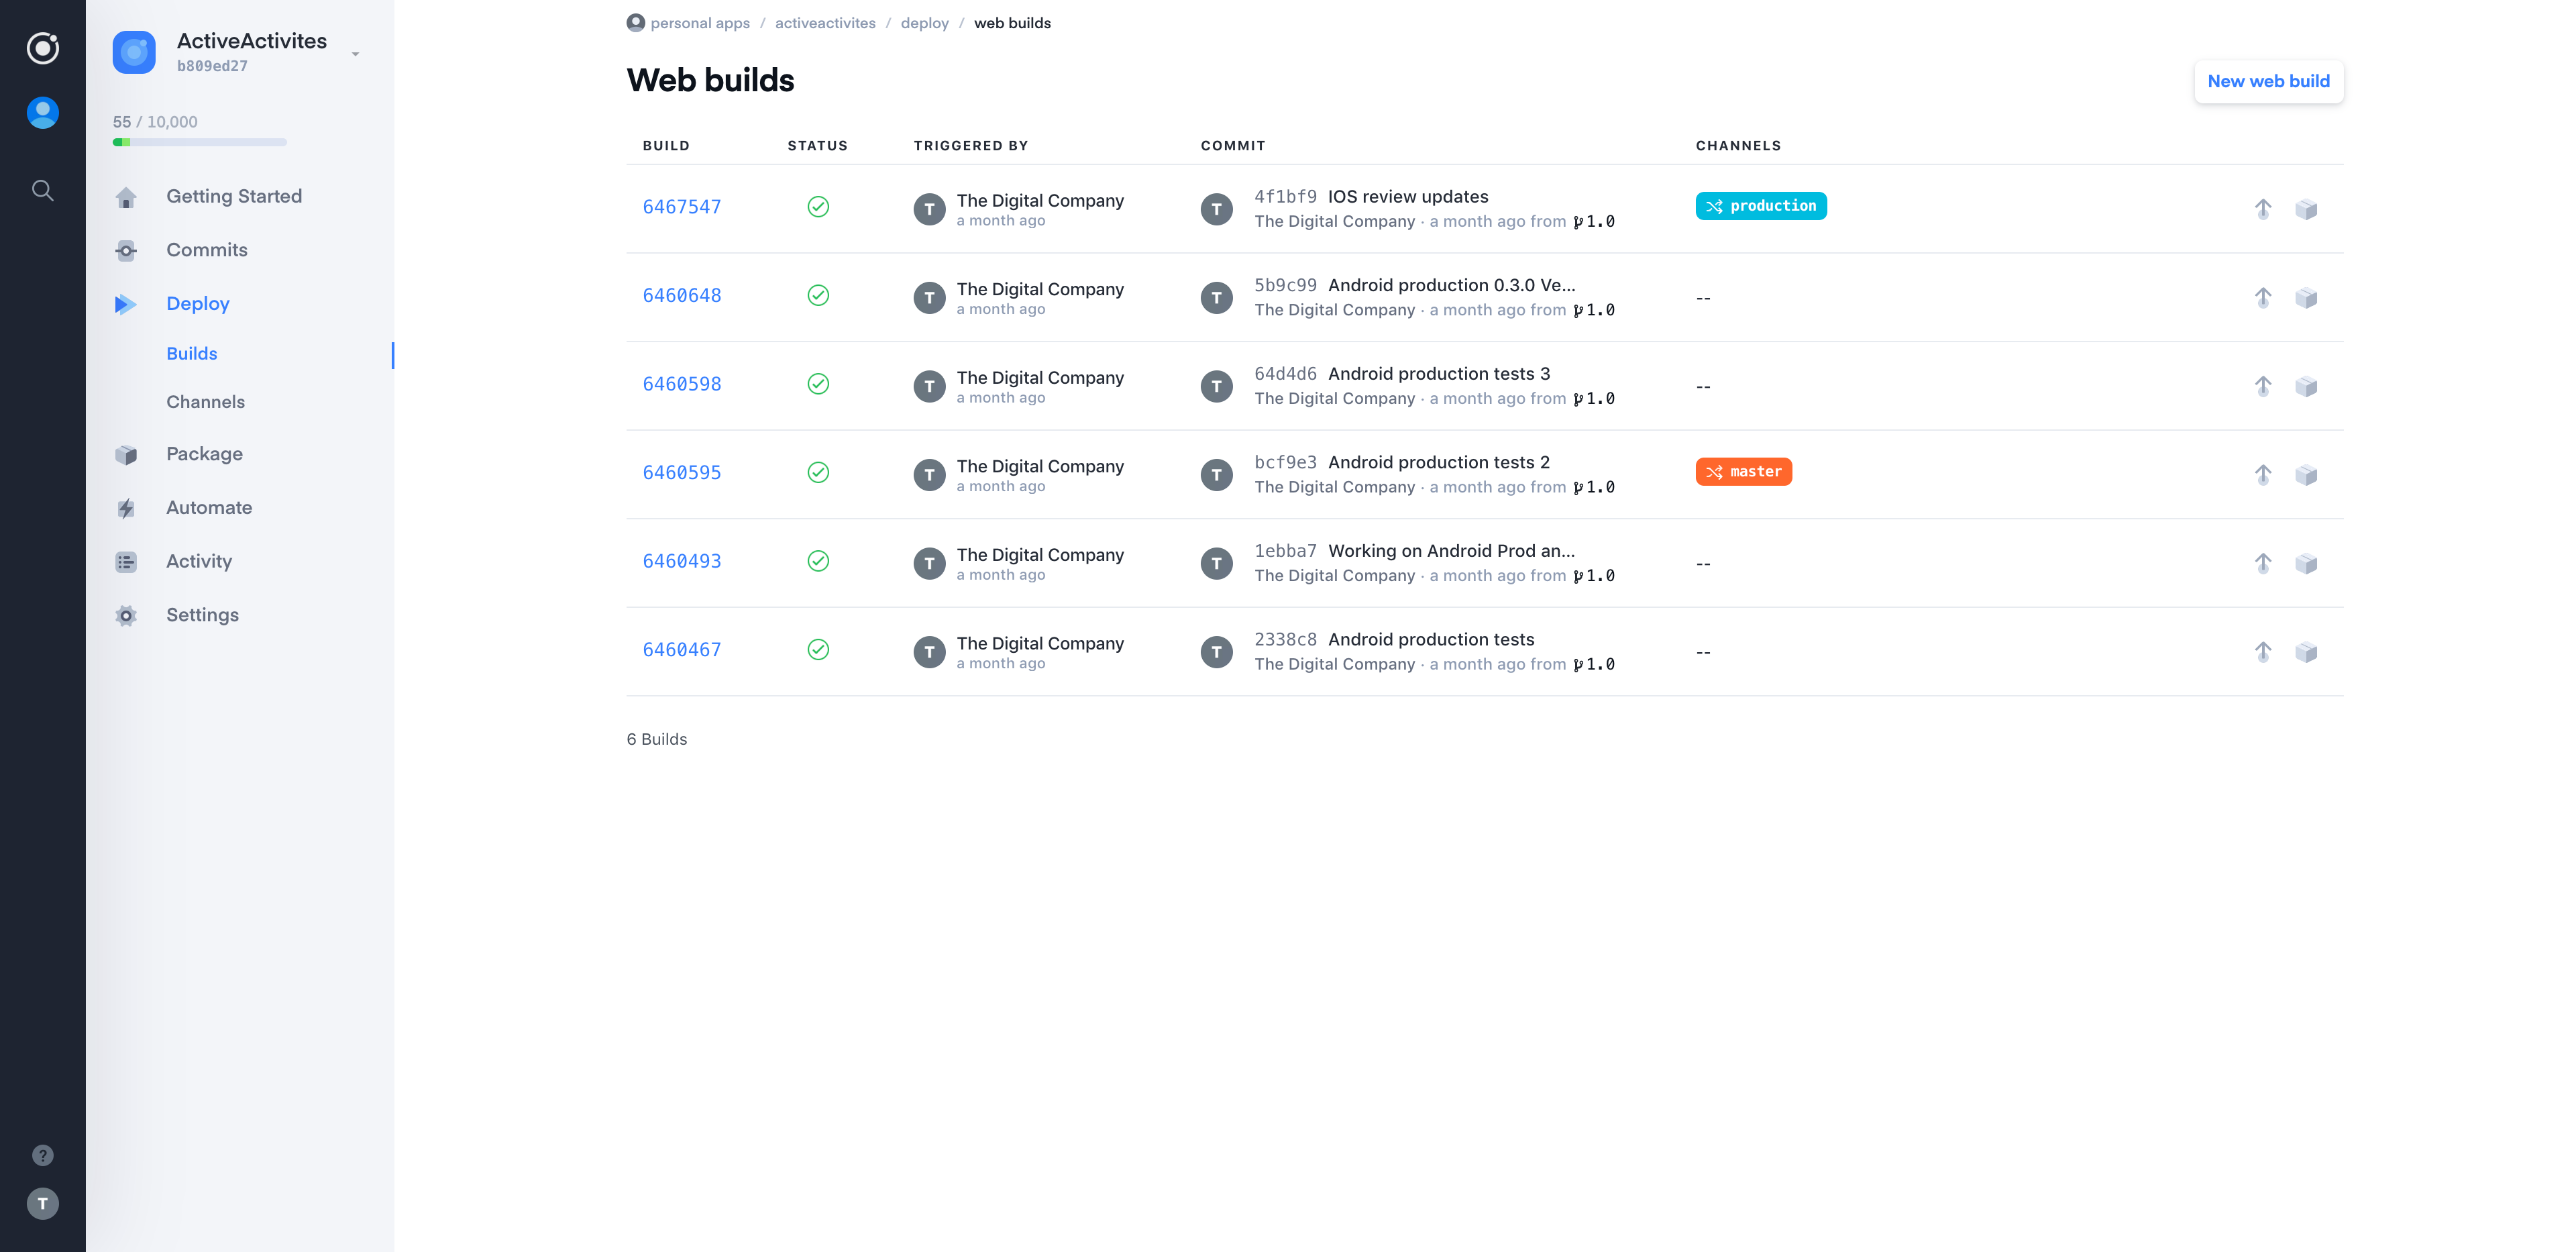 ActiveActivites
b809ed27
55 / 10,000
Getting Started
Commits
Deploy
Builds
Channels
Package
Automate
Activity
Settings
?
T
personal apps / activeactivites / deploy / web builds
Web builds
New web build
BUILD STATUS TRIGGERED BY COMMIT CHANNELS
6467547 T The Digital Company T 4f1bf9 IOS review updates production
a month ago The Digital Company · a month ago from 1.0
6460648 T The Digital Company T 5b9c99 Android production 0.3.0 Ve... --
a month ago The Digital Company · a month ago from 1.0
6460598 T The Digital Company T 64d4d6 Android production tests 3 --
a month ago The Digital Company · a month ago from 1.0
6460595 T The Digital Company T bcf9e3 Android production tests 2 master
a month ago The Digital Company · a month ago from 1.0
6460493 T The Digital Company T 1ebba7 Working on Android Prod an... --
a month ago The Digital Company · a month ago from 1.0
6460467 T The Digital Company T 2338c8 Android production tests --
a month ago The Digital Company · a month ago from 1.0
6 Builds